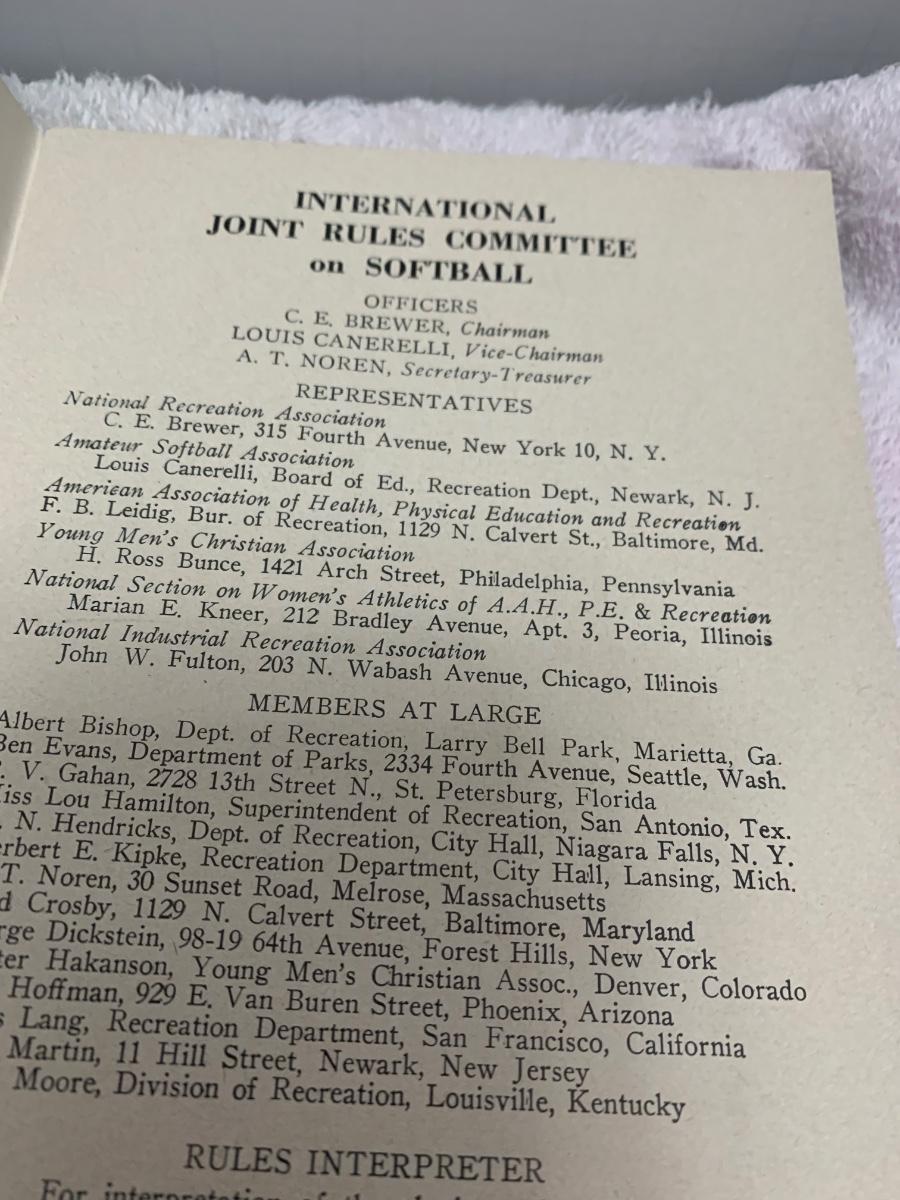 INTERNATIONAL
JOINT RULES COMMITTEE
on SOFTBALL
OFFICERS
C. E. BREWER, Chairman
LOUIS CANERELLI, Vice-Chairman
A. T. NOREN, Secretary-Treasurer
REPRESENTATIVES
National Recreation Association
C. E. Brewer, 315 Fourth Avenue, New York 10, N. Y.
Amateur Softball Association
Louis Canerelli, Board of Ed., Recreation Dept., Newark, N. J.
American Association of Health, Physical Education and Recreation
F. B. Leidig, Bur. of Recreation, 1129 N. Calvert St., Baltimore, Md.
Young Men's Christian Association
H. Ross Bunce, 1421 Arch Street, Philadelphia, Pennsylvania
National Section on Women's Athletics of A.A.H., P.E. & Recreation
Marian E. Kneer, 212 Bradley Avenue, Apt. 3, Peoria, Illinois
National Industrial Recreation Association
John W. Fulton, 203 N. Wabash Avenue, Chicago, Illinois
MEMBERS AT LARGE
Albert Bishop, Dept. of Recreation, Larry Bell Park, Marietta, Ga.
Ben Evans, Department of Parks, 2334 Fourth Avenue, Seattle, Wash.
V. Gahan, 2728 13th Street N., St. Petersburg, Florida
iss Lou Hamilton, Superintendent of Recreation, San Antonio, Tex.
N. Hendricks, Dept. of Recreation, City Hall, Niagara Falls, N. Y.
erbert E. Kipke, Recreation Department, City Hall, Lansing, Mich.
T. Noren, 30 Sunset Road, Melrose, Massachusetts
d Crosby, 1129 N. Calvert Street, Baltimore, Maryland
rge Dickstein, 98-19 64th Avenue, Forest Hills, New York
ter Hakanson, Young Men's Christian Assoc., Denver, Colorado
Hoffman, 929 E. Van Buren Street, Phoenix, Arizona
s Lang, Recreation Department, San Francisco, California
Martin, 11 Hill Street, Newark, New Jersey
Moore, Division of Recreation, Louisville, Kentucky
RULES INTERPRETER
For interpretation of the